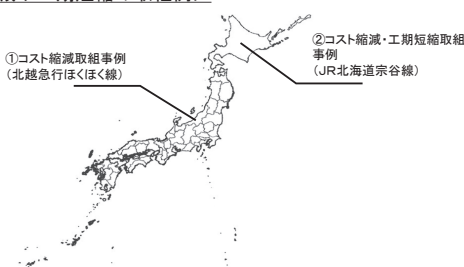 ①コスト縮減取組事例
(北越急行ほくほく線)
②コスト縮減・工期短縮取組
事例
(JR北海道宗谷線)